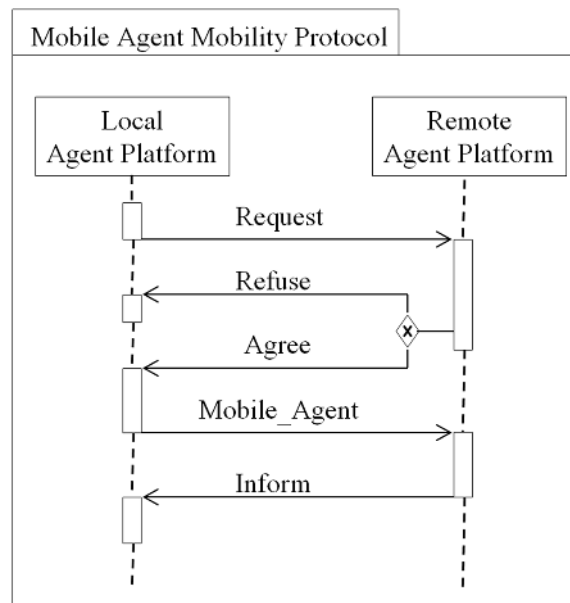 Mobile Agent Mobility Protocol
Local
Agent Platform
Remote
Agent Platform
Request
Refuse
x
Agree
Mobile_Agent
Inform